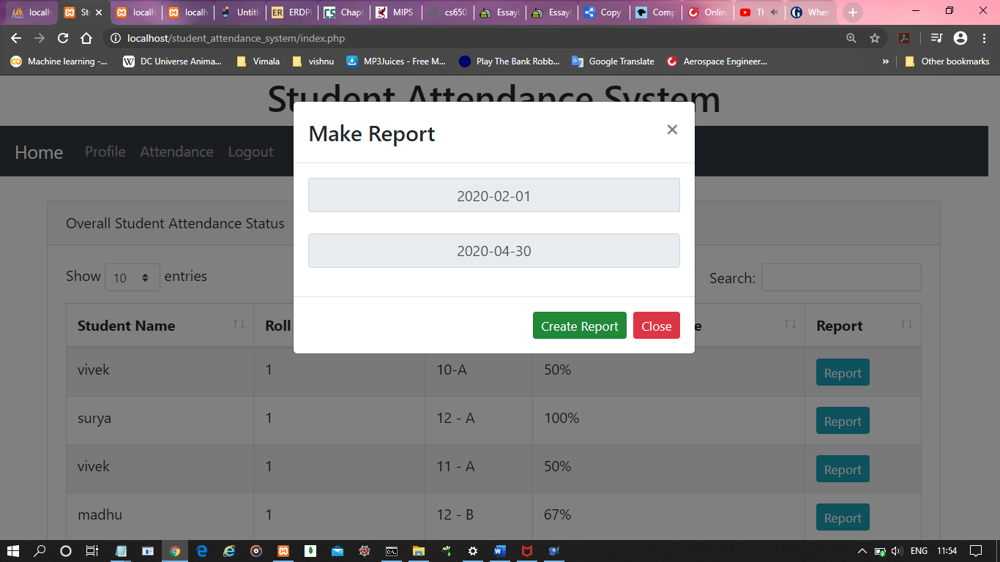 localh
St
localh
localh
Untitl
ERDPl
Chapt
MIPS
cs650
Essay
Essay
Copy
Comp
Onlin
Th
When
localhost/student_attendance_system/index.php
Machine learning -...
DC Universe Anima...
Vimala
vishnu
MP3Juices - Free M...
Play The Bank Robb...
Google Translate
Aerospace Engineer...
»
Other bookmarks
Student Attendance System
Make Report
×
Home Profile Attendance Logout
2020-02-01
Overall Student Attendance Status
2020-04-30
Show 10 entries
Search:
Create Report Close
Student Name Roll e Report
vivek 1 10-A 50% Report
surya 1 12 - A 100% Report
vivek 1 11 - A 50% Report
madhu 1 12 - B 67% Report
ENG 11:54